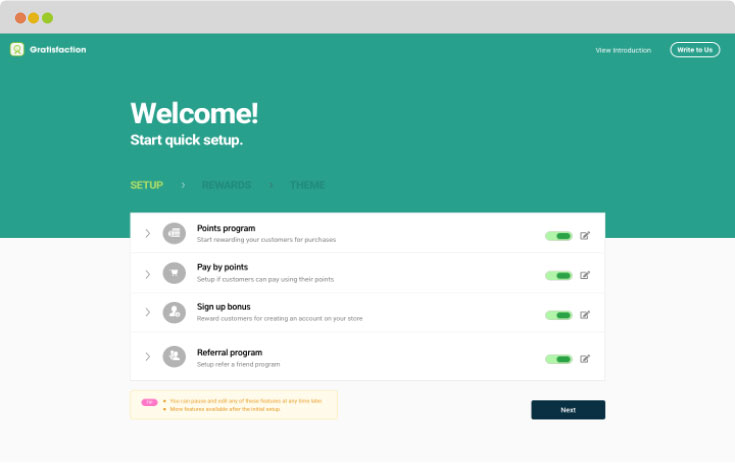 Gratisfaction
View Introduction
Write to Us
Welcome!
Start quick setup.
SETUP
REWARDS
THEME
Points program
Start rewarding your customers for purchases
Pay by points
Setup if customers can pay using their points
Sign up bonus
Reward customers for creating an account on your store
Referral program
Setup refer a friend program
You can pause and edit any of these features at any time later.
More features available after the initial setup.
Next